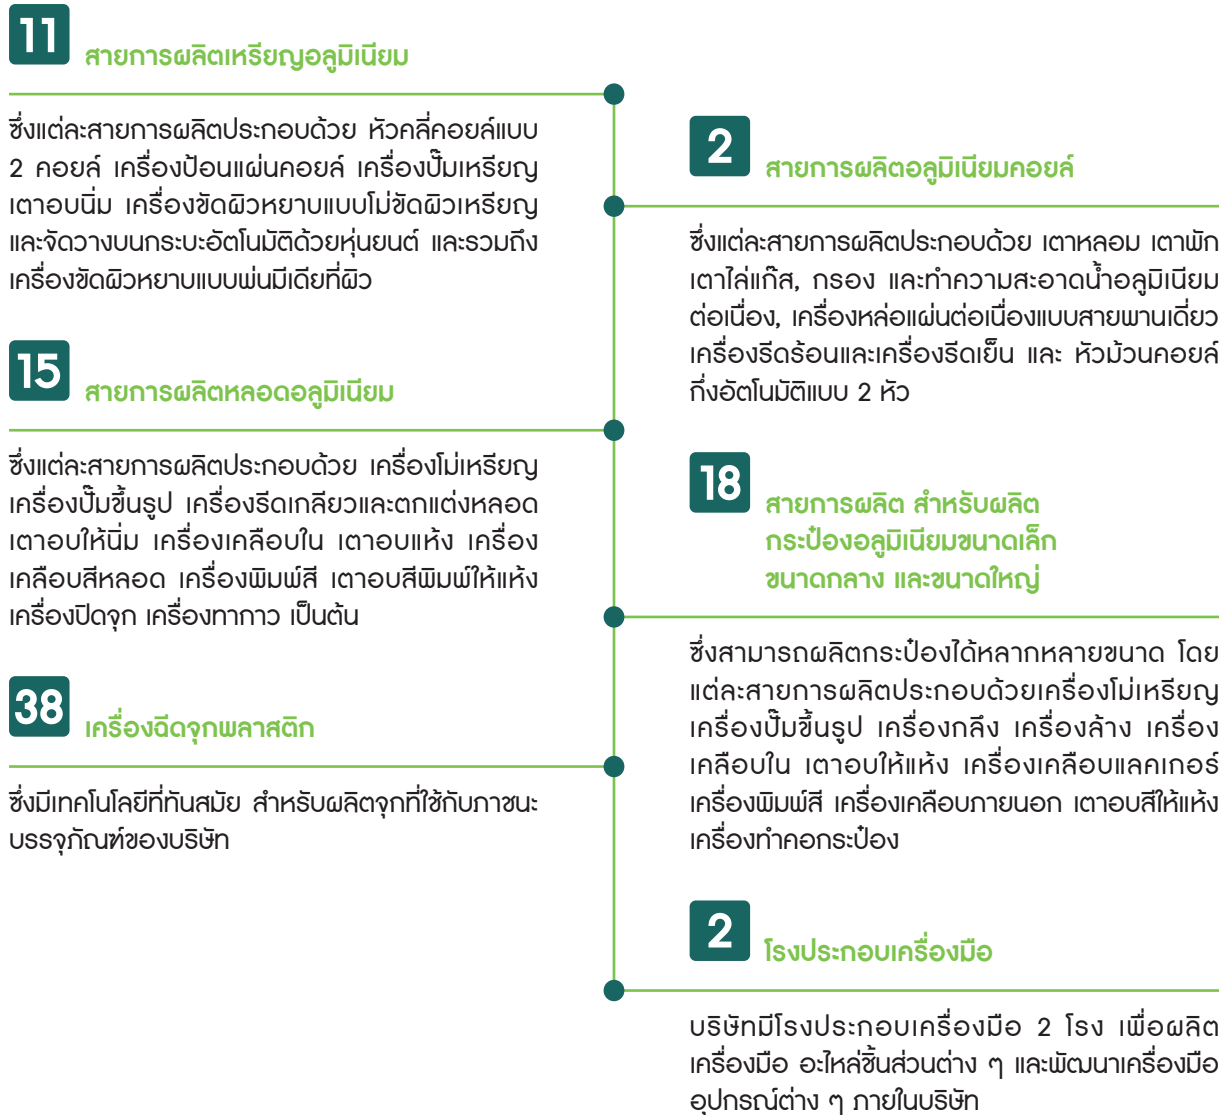 11
สายการผลิตเหรียญอลูมิเนียม
ซึ่งแต่ละสายการผลิตประกอบด้วย หัวคลี่คอยล์แบบ
2 คอยล์ เครื่องป้อนแผ่นคอยล์ เครื่องปั๊มเหรียญ
เตาอบนิ่ม เครื่องขัดผิวหยาบแบบโม่ขัดผิวเหรียญ
และจัดวางบนกระบะอัตโนมัติด้วยหุ่นยนต์ และรวมถึง
เครื่องขัดผิวหยาบแบบพ่นมีเดียที่ผิว
15
สายการผลิตหลอดอลูมิเนียม
ซึ่งแต่ละสายการผลิตประกอบด้วย เครื่องโม่เหรียญ
เครื่องปั๊มขึ้นรูป เครื่องรีดเกลียวและตกแต่งหลอด
เตาอบให้นิ่ม เครื่องเคลือบใน เตาอบแห้ง เครื่อง
เคลือบสีหลอด เครื่องพิมพ์สี เตาอบสีพิมพ์ให้แห้ง
เครื่องปิดจุก เครื่องทากาว เป็นต้น
38
เครื่องฉีดจุกพลาสติก
ซึ่งมีเทคโนโลยีที่ทันสมัย สำหรับผลิตจุกที่ใช้กับภาชนะ
บรรจุภัณฑ์ของบริษัท
2
สายการผลิตอลูมิเนียมคอยล์
ซึ่งแต่ละสายการผลิตประกอบด้วย เตาหลอม เตาพัก
เตาไล่แก๊ส, กรอง และทำความสะอาดน้ำอลูมิเนียม
ต่อเนื่อง, เครื่องหล่อแผ่นต่อเนื่องแบบสายพานเดี่ยว
เครื่องรีดร้อนและเครื่องรีดเย็น และ หัวม้วนคอยล์
กึ่งอัตโนมัติแบบ 2 หัว
18
สายการผลิต สำหรับผลิต
กระป๋องอลูมิเนียมขนาดเล็ก
ขนาดกลาง และขนาดใหญ่
ซึ่งสามารถผลิตกระป๋องได้หลากหลายขนาด โดย
แต่ละสายการผลิตประกอบด้วยเครื่องโม่เหรียญ
เครื่องปั๊มขึ้นรูป เครื่องกลึง เครื่องล้าง เครื่อง
เคลือบใน เตาอบให้แห้ง เครื่องเคลือบแลคเกอร์
เครื่องพิมพ์สี เครื่องเคลือบภายนอก เตาอบสีให้แห้ง
เครื่องทำคอกระป๋อง
2
โรงประกอบเครื่องมือ
บริษัทมีโรงประกอบเครื่องมือ 2 โรง เพื่อผลิต
เครื่องมือ อะไหล่ชิ้นส่วนต่าง ๆ และพัฒนาเครื่องมือ
อุปกรณ์ต่าง ๆ ภายในบริษัท